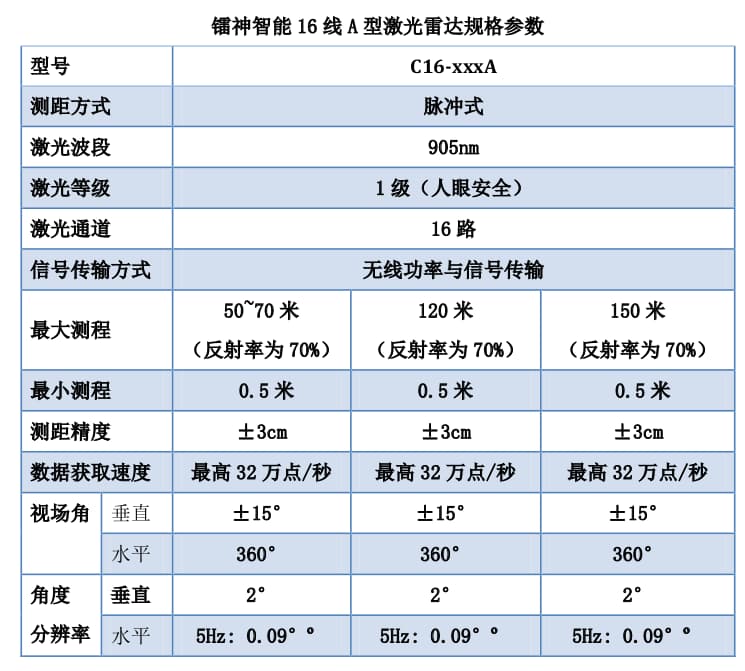 镭神智能 16 线 A 型激光雷达规格参数
型号 C16-xxxA
测距方式 脉冲式
激光波段 905nm
激光等级 1 级（人眼安全）
激光通道 16 路
信号传输方式 无线功率与信号传输
最大测程 50~70 米 （反射率为 70%） 120 米 （反射率为 70%） 150 米 （反射率为 70%）
最小测程 0.5 米 0.5 米 0.5 米
测距精度 ±3cm ±3cm ±3cm
数据获取速度 最高 32 万点/秒 最高 32 万点/秒 最高 32 万点/秒
视场角 垂直 ±15° ±15° ±15°
水平 360° 360° 360°
角度 垂直 2° 2° 2°
分辨率 水平 5Hz: 0.09° ° 5Hz: 0.09° ° 5Hz: 0.09° °